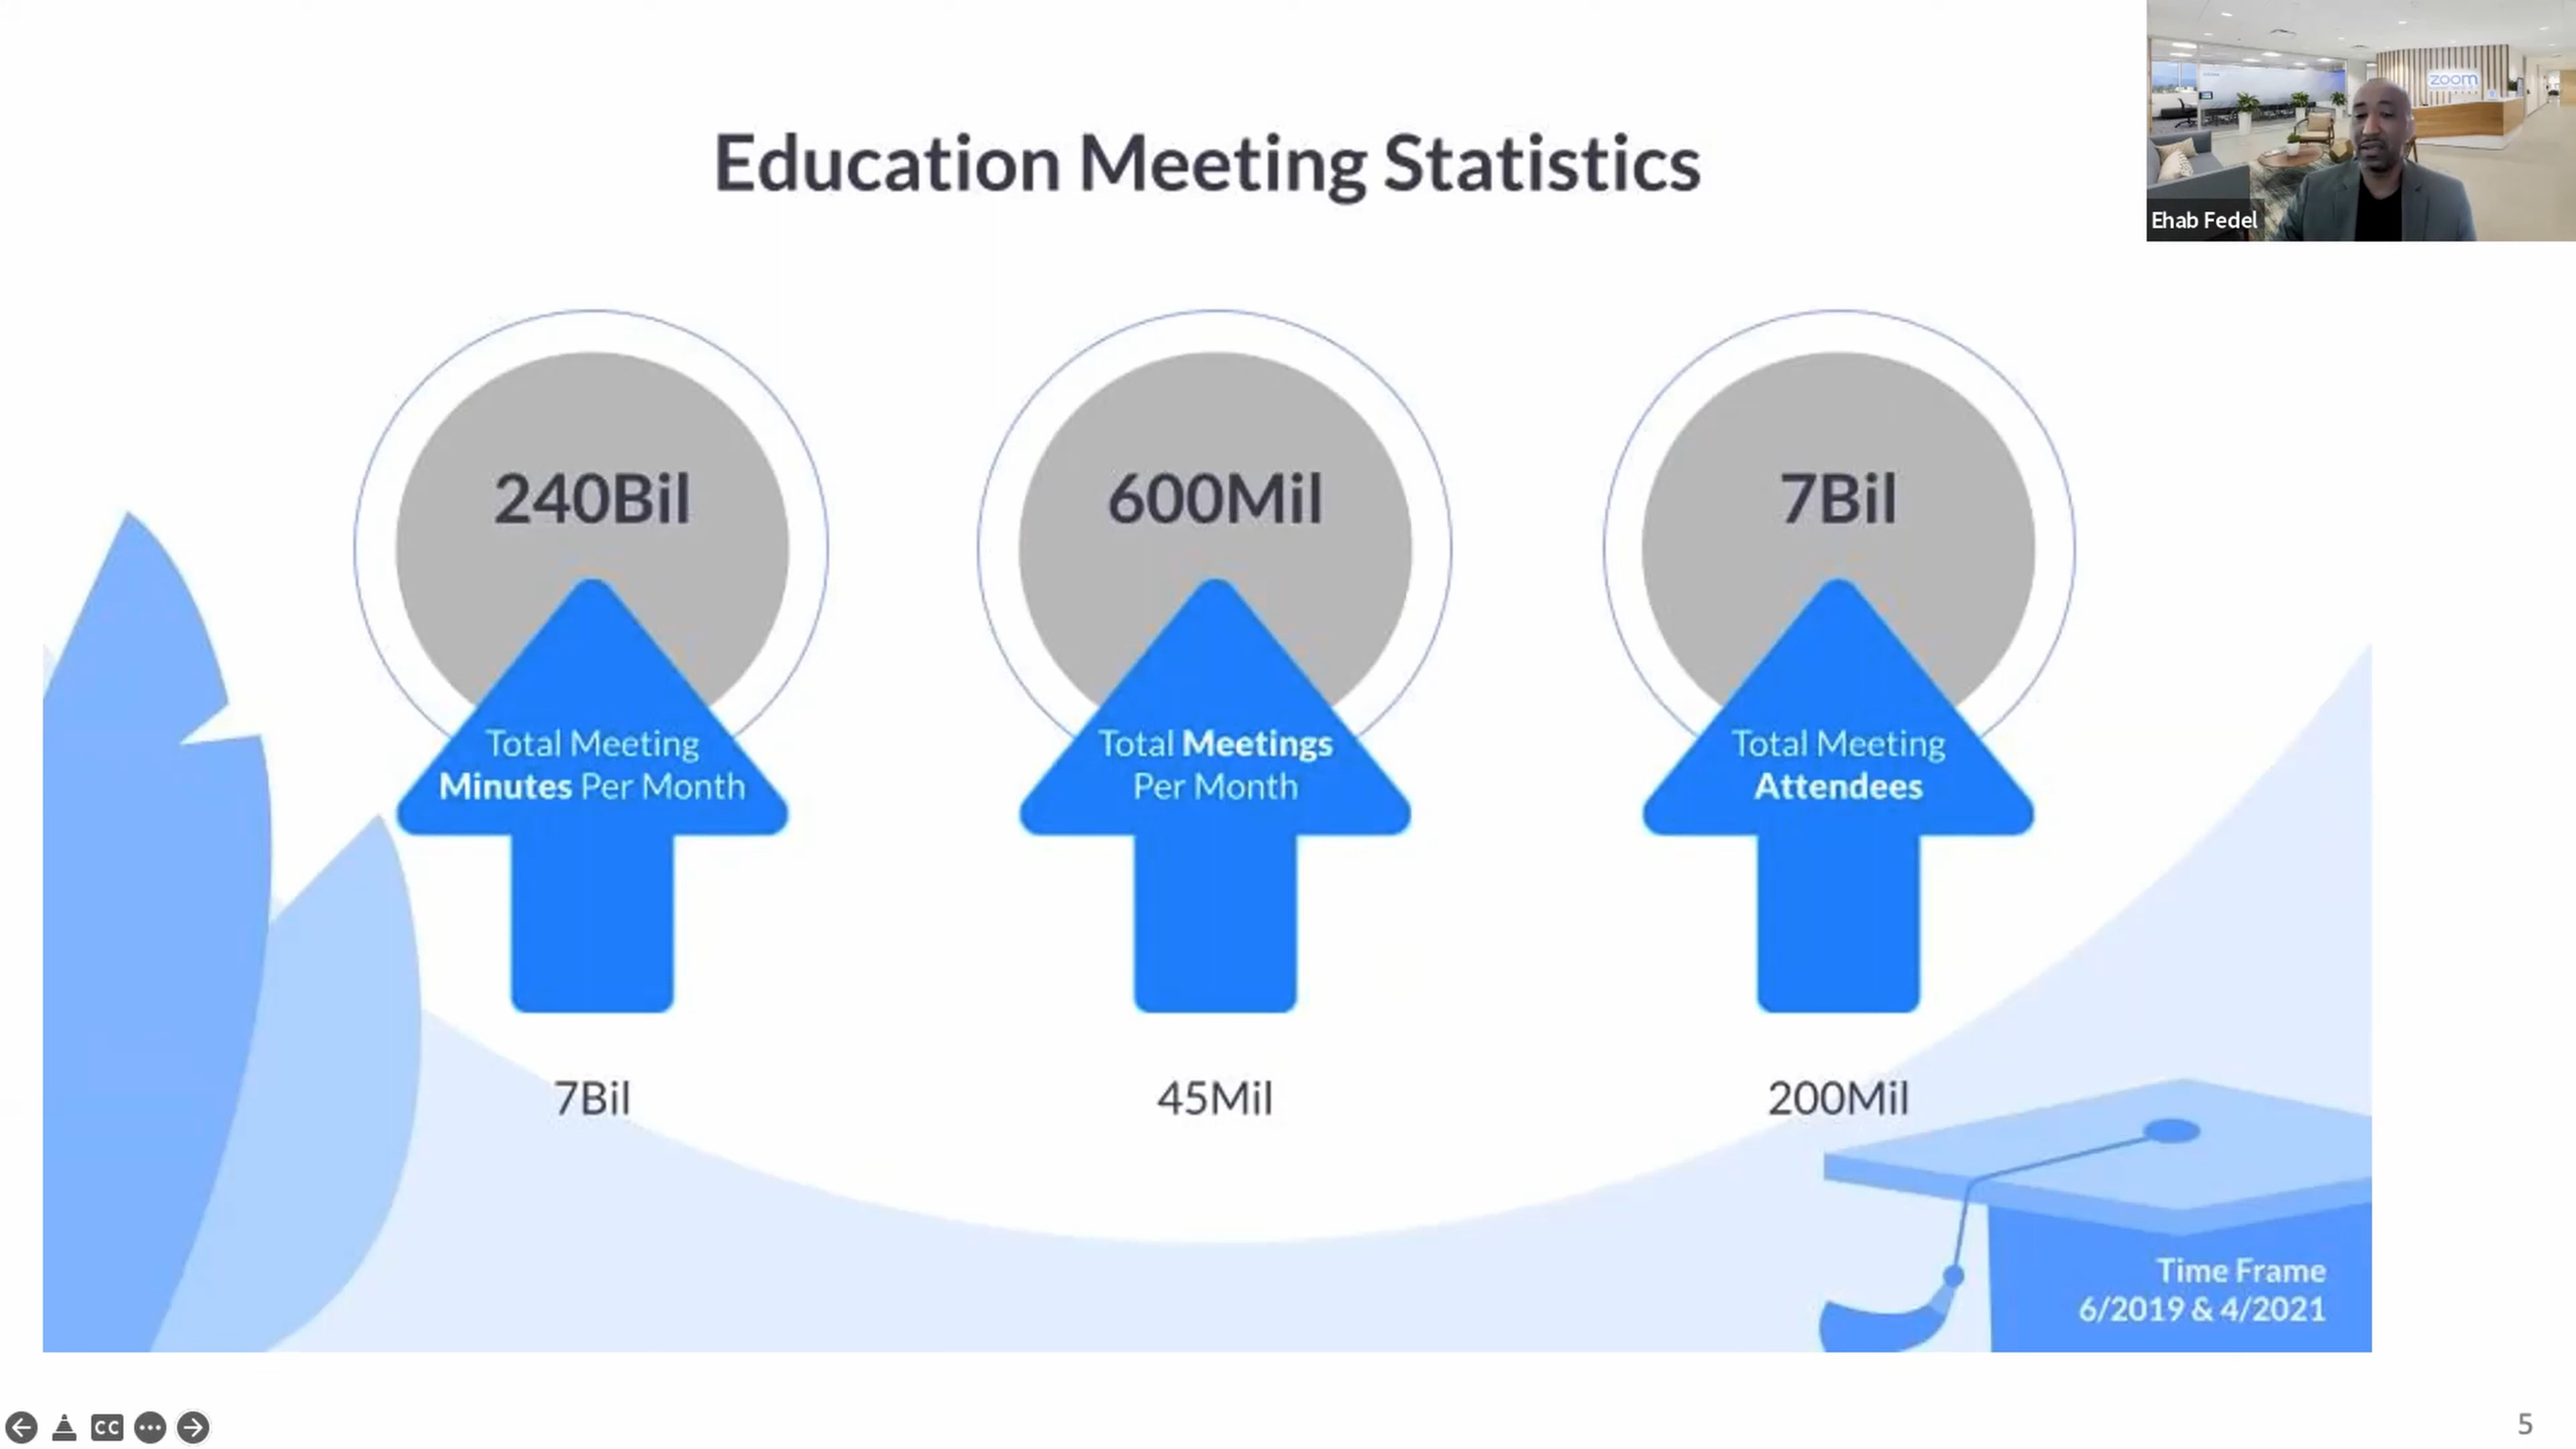 zoom
Ehab Fedel
Education Meeting Statistics
240Bil
600Mil
7Bil
Total Meeting
Minutes Per Month
Total Meetings
Per Month
Total Meeting
Attendees
7Bil
45Mil
200Mil
Time Frame
6/2019 & 4/2021
CC
5